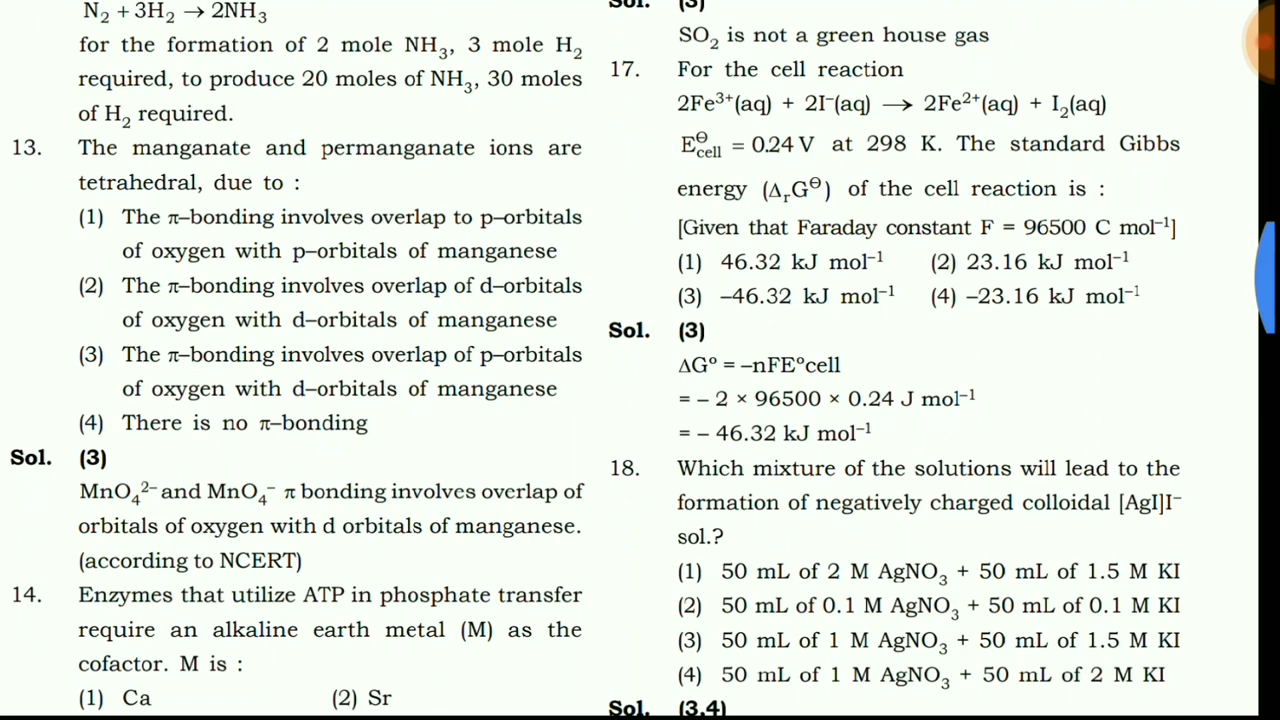 N₂ + 3H₂ → 2NH₃
for the formation of 2 mole NH₃, 3 mole H₂
required, to produce 20 moles of NH₃, 30 moles
of H₂ required.
13. The manganate and permanganate ions are
tetrahedral, due to :
(1) The π–bonding involves overlap to p–orbitals
of oxygen with p–orbitals of manganese
(2) The π–bonding involves overlap of d–orbitals
of oxygen with d–orbitals of manganese
(3) The π–bonding involves overlap of p–orbitals
of oxygen with d–orbitals of manganese
(4) There is no π–bonding
Sol. (3)
MnO₄²⁻ and MnO₄⁻ π bonding involves overlap of
orbitals of oxygen with d orbitals of manganese.
(according to NCERT)
14. Enzymes that utilize ATP in phosphate transfer
require an alkaline earth metal (M) as the
cofactor. M is :
(1) Ca (2) Sr
Sol. (3)
SO₂ is not a green house gas
17. For the cell reaction
2Fe³⁺(aq) + 2I⁻(aq) → 2Fe²⁺(aq) + I₂(aq)
E⊖cell = 0.24 V at 298 K. The standard Gibbs
energy (ΔᵣG⊖) of the cell reaction is :
[Given that Faraday constant F = 96500 C mol⁻¹]
(1) 46.32 kJ mol⁻¹ (2) 23.16 kJ mol⁻¹
(3) –46.32 kJ mol⁻¹ (4) –23.16 kJ mol⁻¹
Sol. (3)
ΔG° = –nFE°cell
= – 2 × 96500 × 0.24 J mol⁻¹
= – 46.32 kJ mol⁻¹
18. Which mixture of the solutions will lead to the
formation of negatively charged colloidal [AgI]I⁻
sol.?
(1) 50 mL of 2 M AgNO₃ + 50 mL of 1.5 M KI
(2) 50 mL of 0.1 M AgNO₃ + 50 mL of 0.1 M KI
(3) 50 mL of 1 M AgNO₃ + 50 mL of 1.5 M KI
(4) 50 mL of 1 M AgNO₃ + 50 mL of 2 M KI
Sol. (3,4)